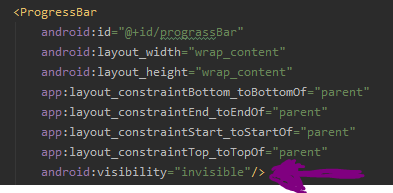 <ProgressBar
android:id="@+id/prograssBar"
android:layout_width="wrap_content"
android:layout_height="wrap_content"
app:layout_constraintBottom_toBottomOf="parent"
app:layout_constraintEnd_toEndOf="parent"
app:layout_constraintStart_toStartOf="parent"
app:layout_constraintTop_toTopOf="parent"
android:visibility="invisible"/>